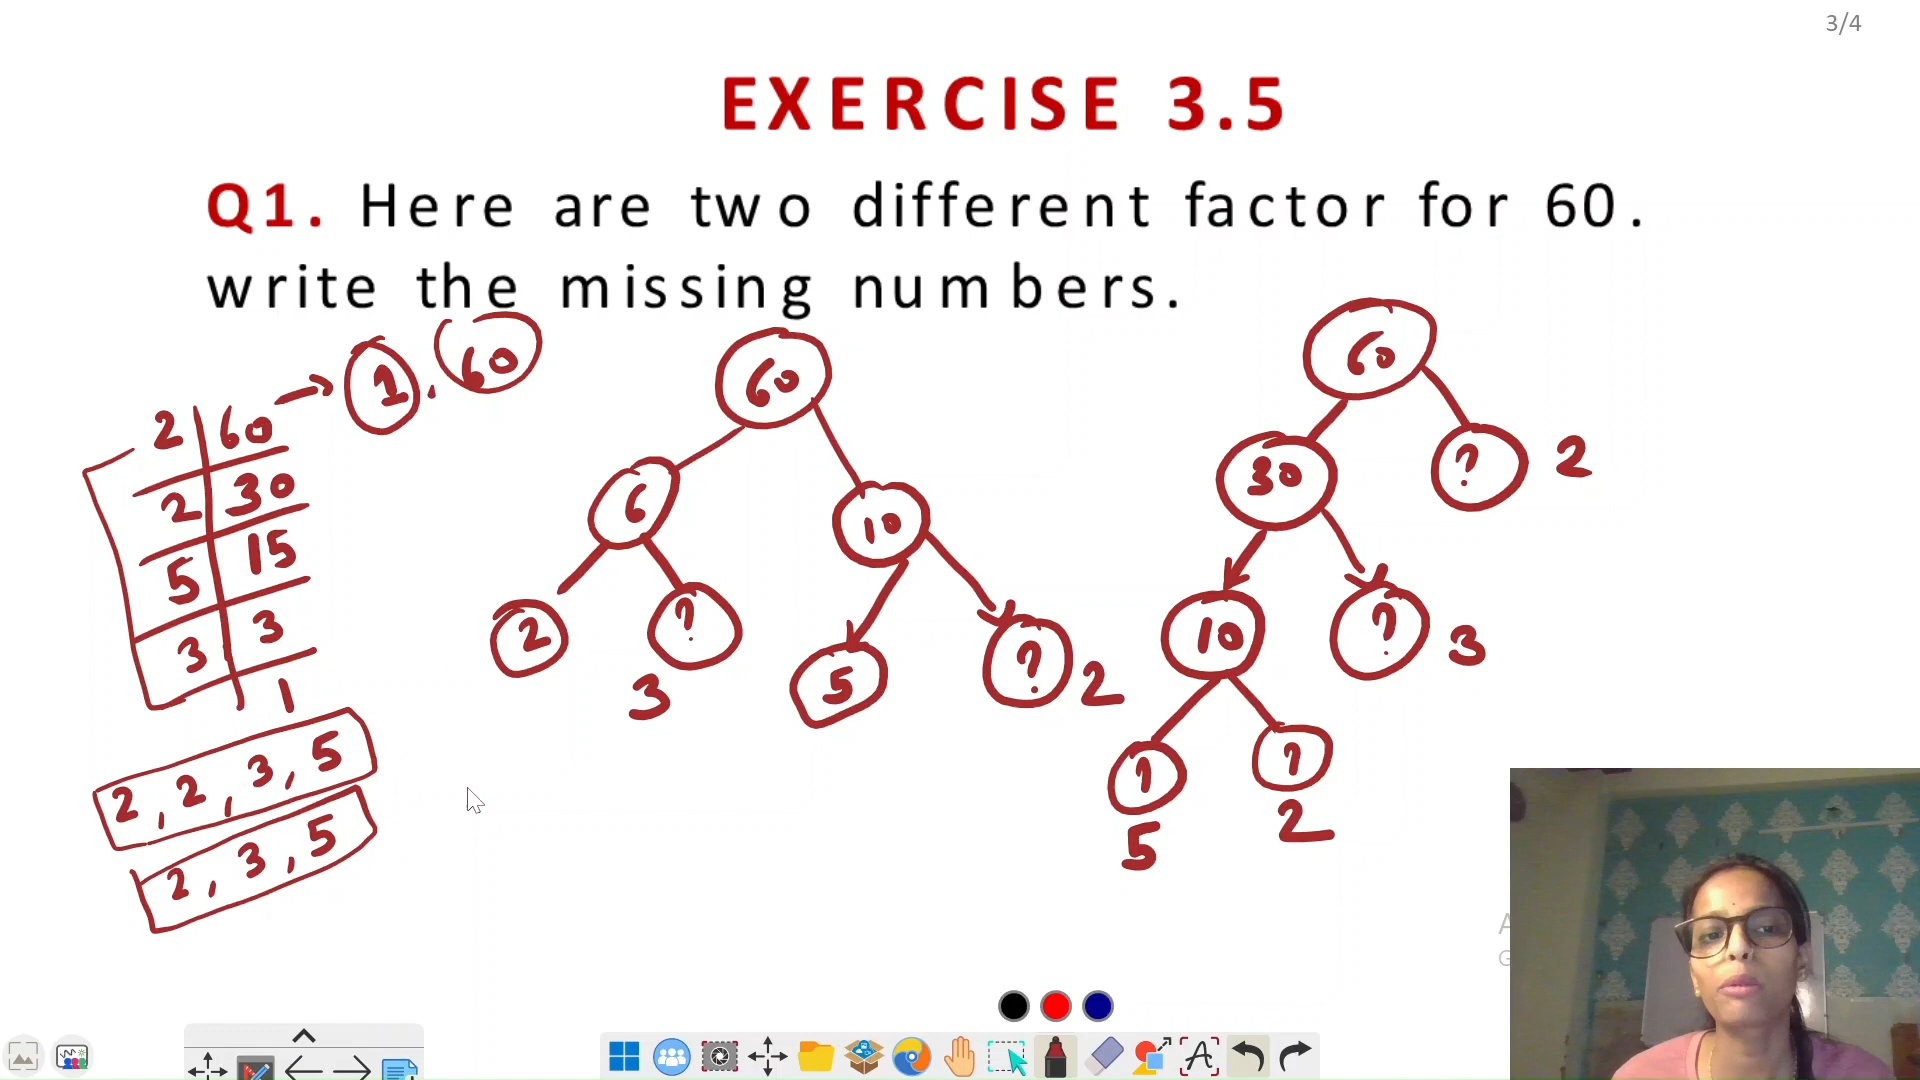 3/4
EXERCISE 3.5
Q1. Here are two different factor for 60.
write the missing numbers.
2 | 60 → 1, 60
2 | 30
5 | 15
3 | 3
1
2, 2, 3, 5
2, 3, 5
60
6 10
2 ? 5 ? 2
3
60
30 ? 2
10 ? 3
? ?
5 2